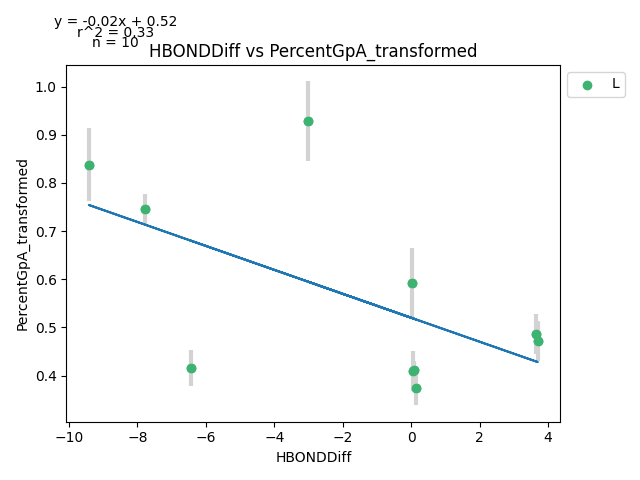 y = -0.02x + 0.52
r^2 = 0.33
n = 10
HBONDDiff vs PercentGpA_transformed
L
1.0
0.9
0.8
0.7
0.6
0.5
0.4
PercentGpA_transformed
−10
−8
−6
−4
−2
0
2
4
HBONDDiff